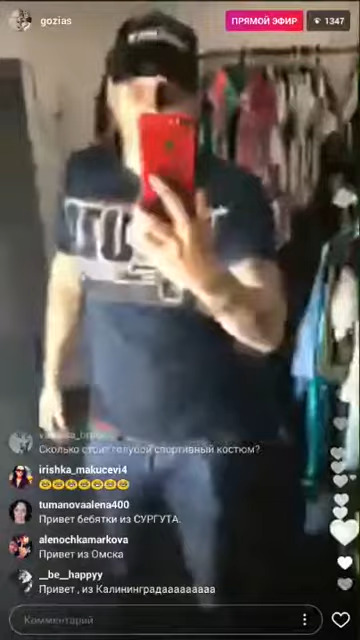 gozias
ПРЯМОЙ ЭФИР
1347
Сколько стоит голубой спортивный костюм?
irishka_makucevi4
tumanovaalena400
Привет бебятки из СУРГУТА.
alenochkamarkova
Привет из Омска
__be__happyy
Привет , из Калининградааааааааа
Комментарий